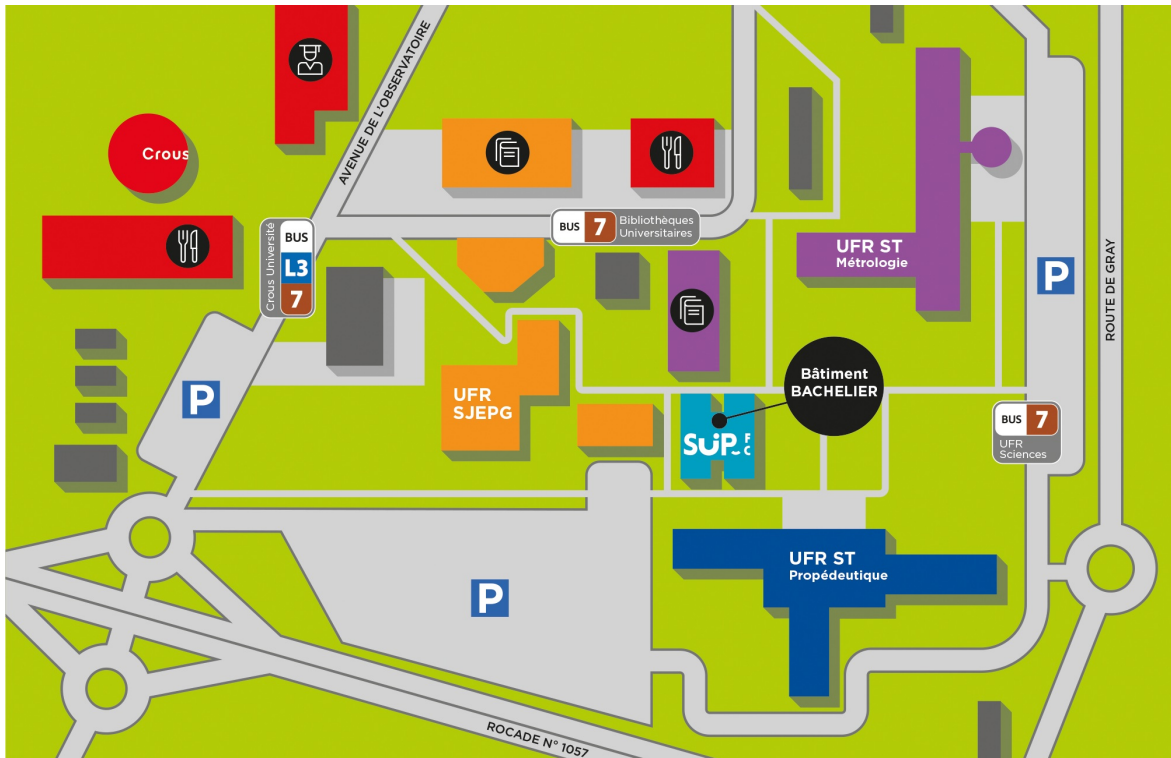 AVENUE DE L'OBSERVATOIRE
Crous
Crous Université
BUS
L3
7
BUS 7 Bibliothèques
Universitaires
UFR ST
Métrologie
P
ROUTE DE GRAY
P
UFR
SJEPG
Bâtiment
BACHELIER
SUP F
C
BUS 7
UFR
Sciences
P
UFR ST
Propédeutique
ROCADE N° 1057